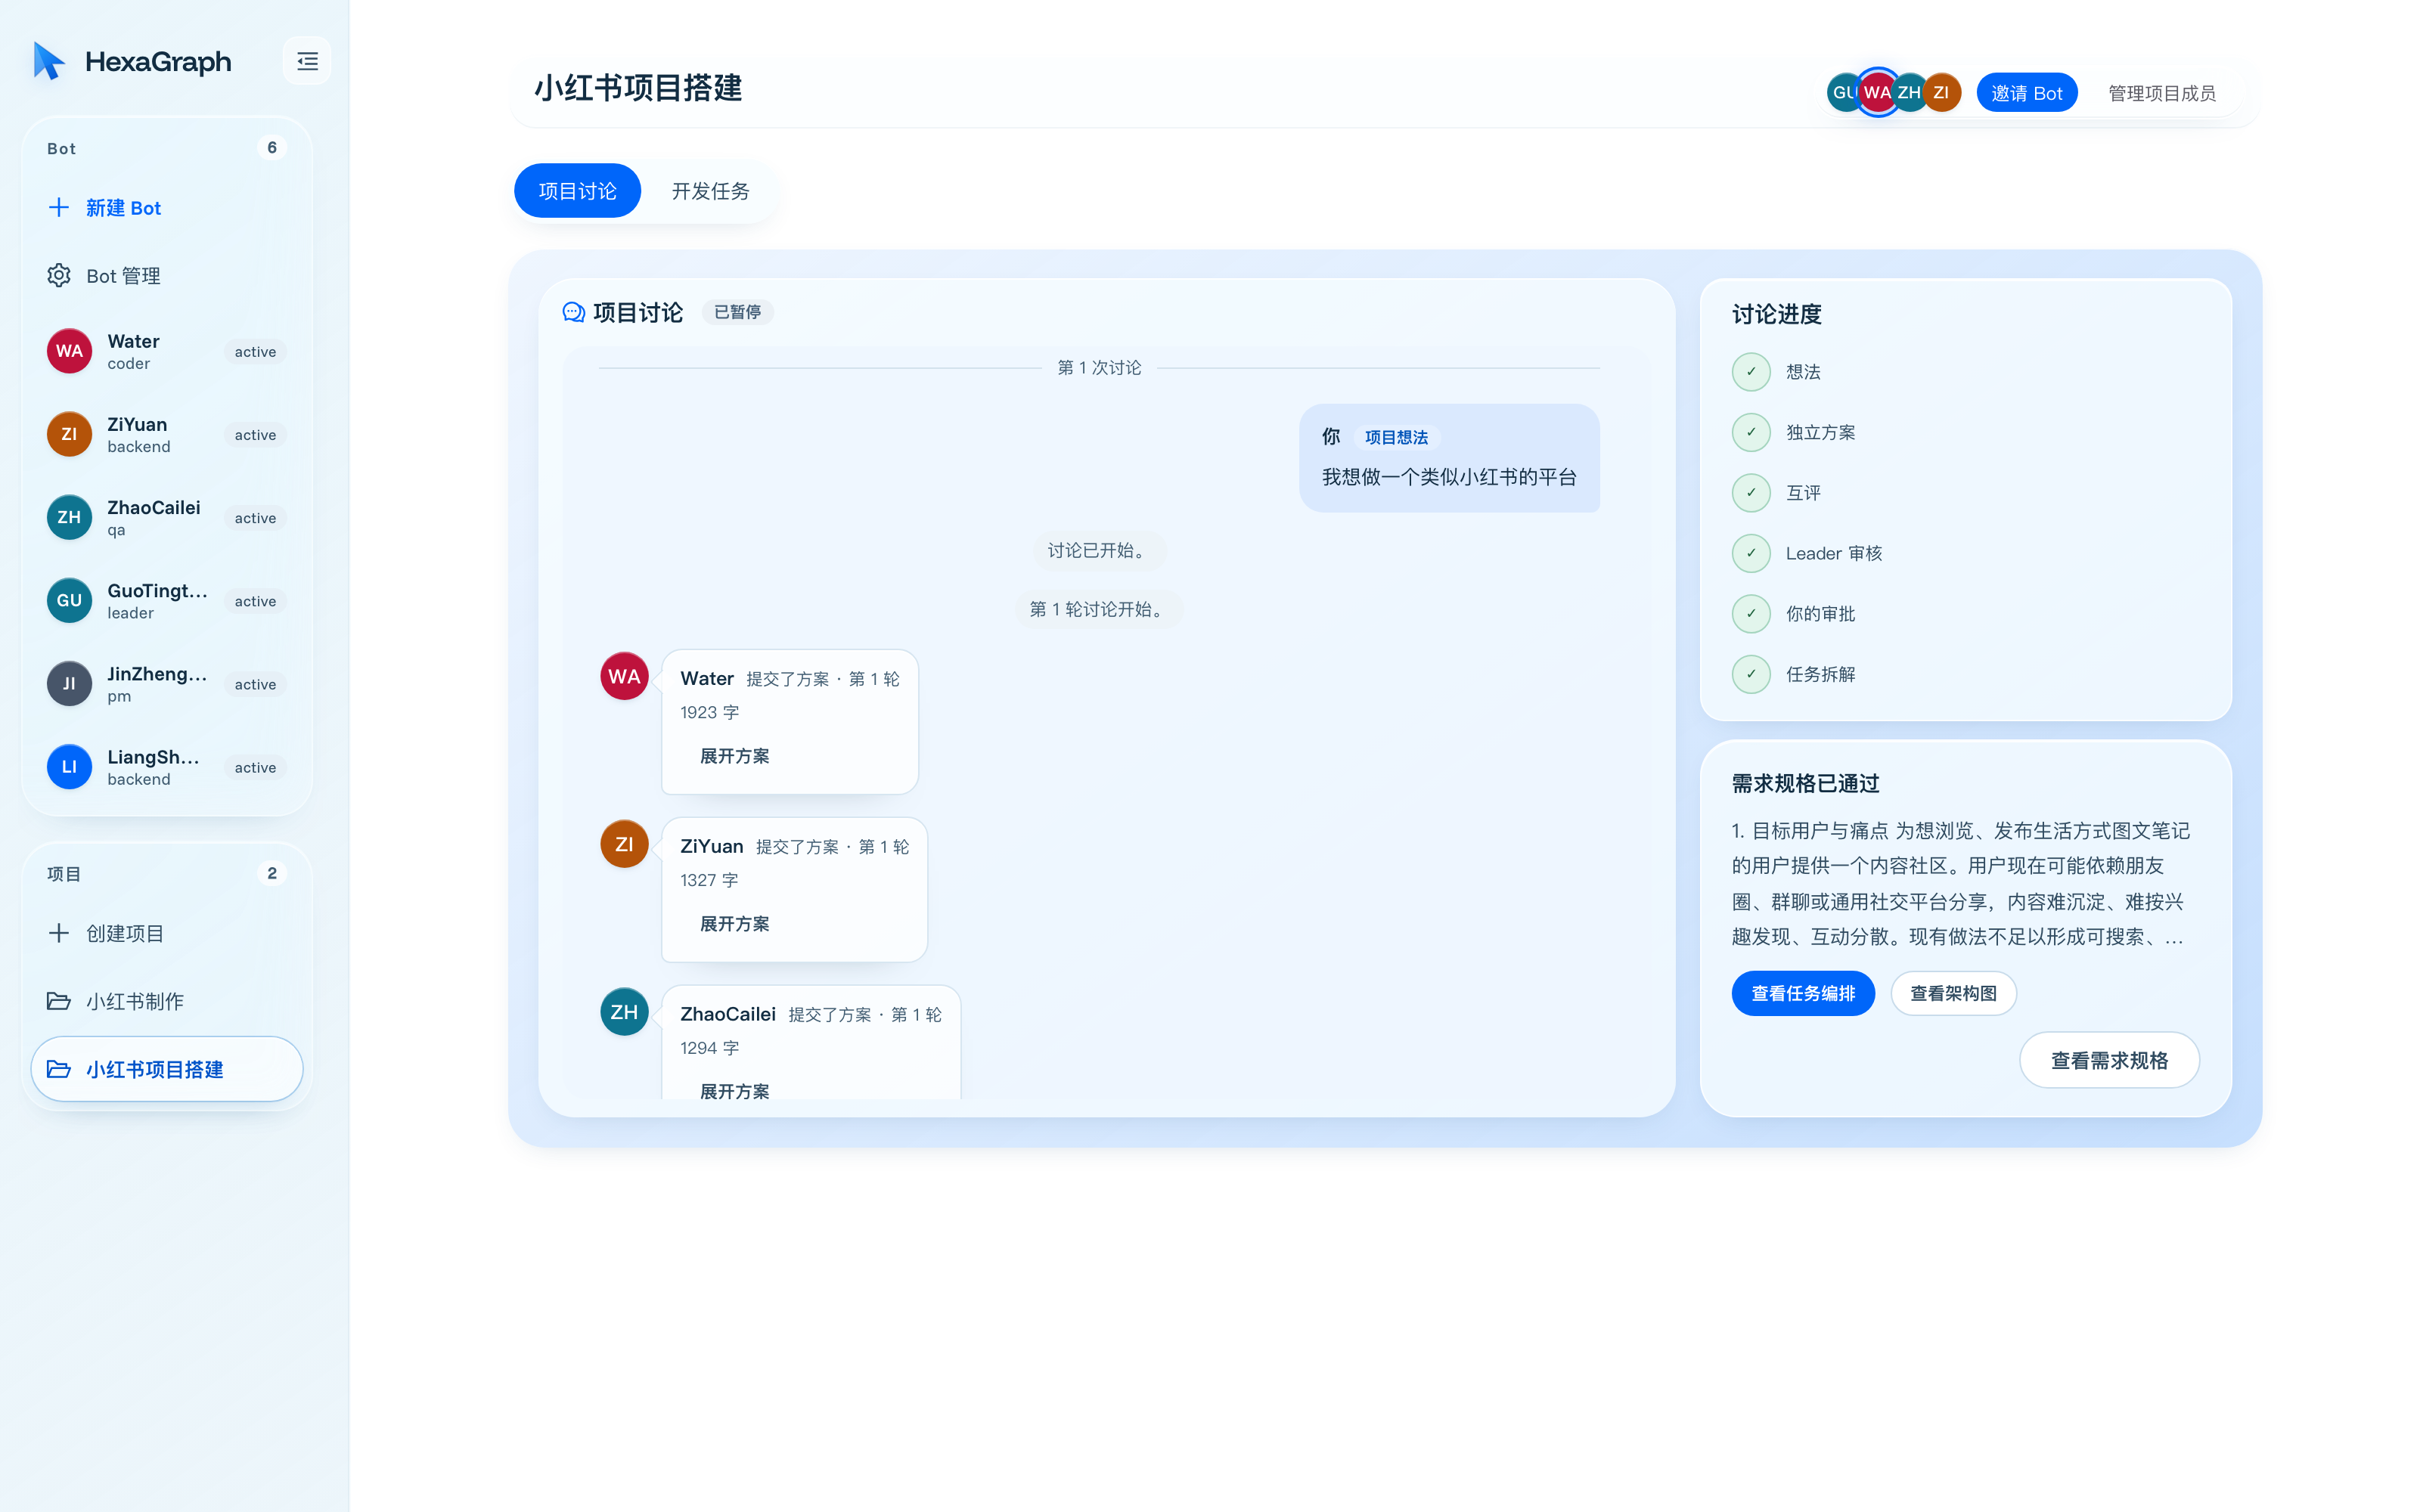 HexaGraph
Bot 6
新建 Bot
Bot 管理
WA Water active
coder
ZI ZiYuan active
backend
ZH ZhaoCailei active
qa
GU GuoTingt... active
leader
JI JinZheng... active
pm
LI LiangSh... active
backend
项目 2
创建项目
小红书制作
小红书项目搭建
小红书项目搭建
GU WA ZH ZI 邀请 Bot 管理项目成员
项目讨论 开发任务
项目讨论 已暂停
第 1 次讨论
你 项目想法
我想做一个类似小红书的平台
讨论已开始。
第 1 轮讨论开始。
WA Water 提交了方案 · 第 1 轮
1923 字
展开方案
ZI ZiYuan 提交了方案 · 第 1 轮
1327 字
展开方案
ZH ZhaoCailei 提交了方案 · 第 1 轮
1294 字
展开方案
讨论进度
✓ 想法
✓ 独立方案
✓ 互评
✓ Leader 审核
✓ 你的审批
✓ 任务拆解
需求规格已通过
1. 目标用户与痛点 为想浏览、发布生活方式图文笔记
的用户提供一个内容社区。用户现在可能依赖朋友
圈、群聊或通用社交平台分享，内容难沉淀、难按兴
趣发现、互动分散。现有做法不足以形成可搜索、...
查看任务编排 查看架构图
查看需求规格